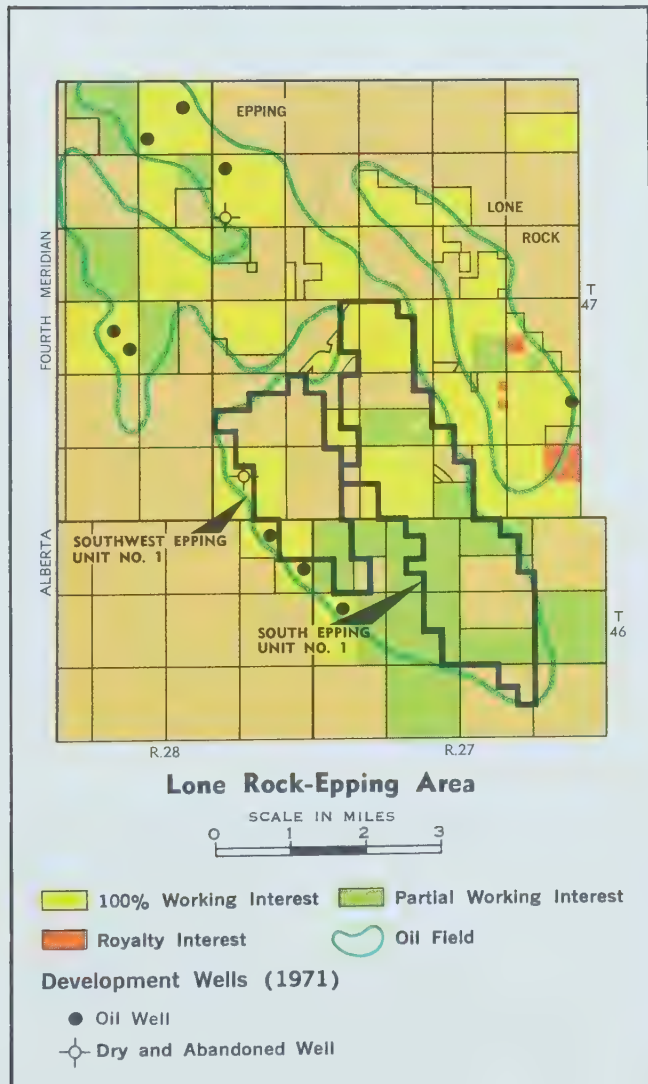 EPPING
LONE
ROCK
FOURTH MERIDIAN
T
47
ALBERTA
SOUTHWEST EPPING
UNIT NO. 1
SOUTH EPPING
UNIT NO. 1
T
46
R.28
R.27
Lone Rock-Epping Area
SCALE IN MILES
0 1 2 3
100% Working Interest
Partial Working Interest
Royalty Interest
Oil Field
Development Wells (1971)
Oil Well
Dry and Abandoned Well